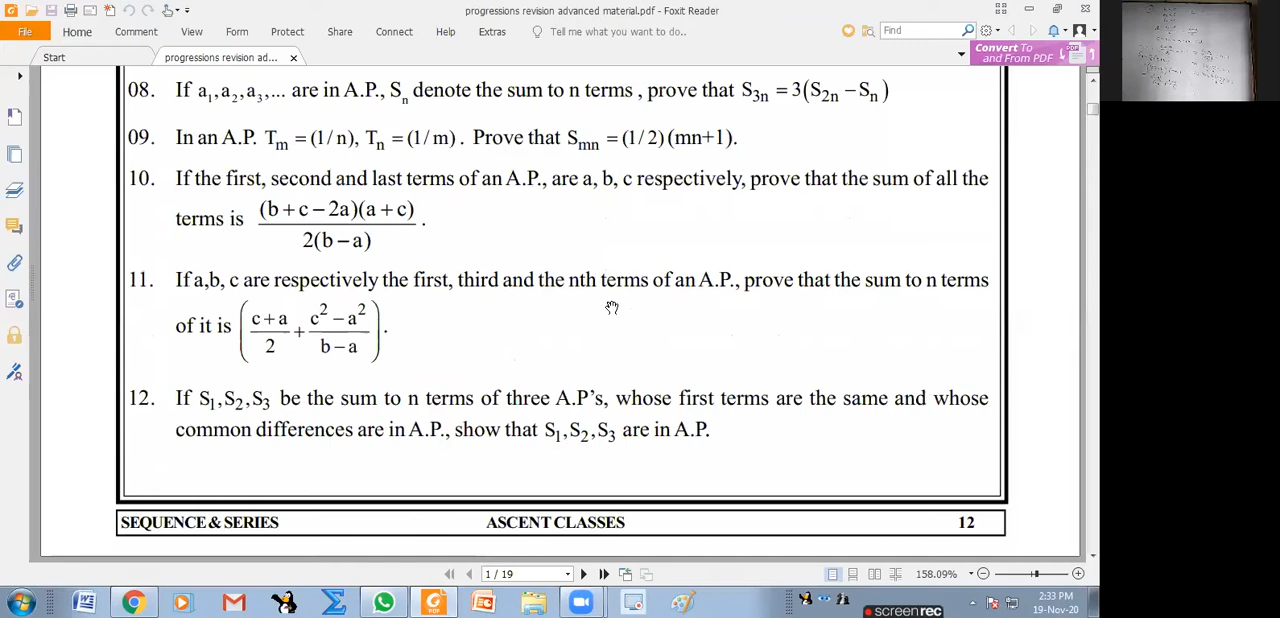 progressions revision advanced material.pdf - Foxit Reader
File Home Comment View Form Protect Share Connect Help Extras Tell me what you want to do.. Find
Start progressions revision ad... Convert To
and From PDF
08. If a₁,a₂,a₃,... are in A.P., Sₙ denote the sum to n terms , prove that S₃ₙ = 3(S₂ₙ − Sₙ)
09. In an A.P. Tₘ = (1/n), Tₙ = (1/m). Prove that Sₘₙ = (1/2)(mn+1).
10. If the first, second and last terms of an A.P., are a, b, c respectively, prove that the sum of all the
terms is (b+c−2a)(a+c) / 2(b−a) .
11. If a,b, c are respectively the first, third and the nth terms of an A.P., prove that the sum to n terms
of it is ( c+a / 2 + c²−a² / b−a ).
12. If S₁,S₂,S₃ be the sum to n terms of three A.P's, whose first terms are the same and whose
common differences are in A.P., show that S₁,S₂,S₃ are in A.P.
SEQUENCE & SERIES ASCENT CLASSES 12
1 / 19 158.09%
2:33 PM
19-Nov-20
screenrec